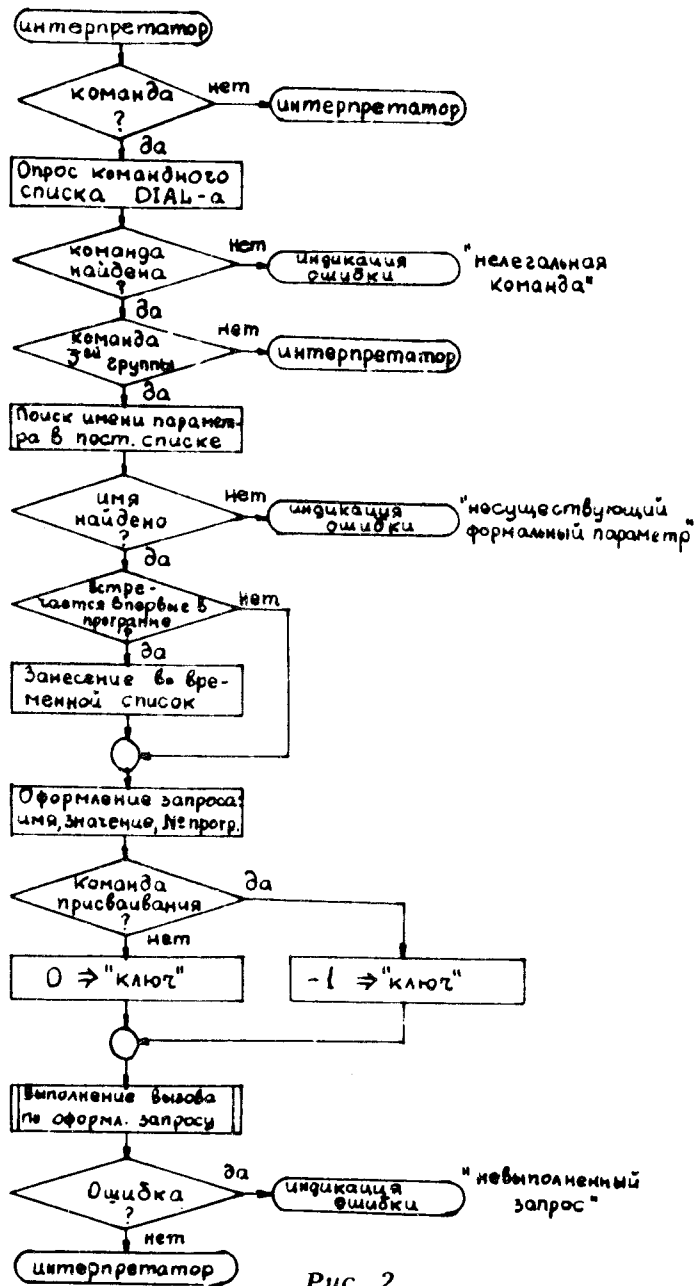 интерпретатор
команда
?
нет
интерпретатор
да
Опрос командного
списка DIAL-а
команда
найдена
?
нет
индикация
ошибки
"нелегальная
команда"
да
команда
3ей группы
нет
интерпретатор
да
Поиск имени парамет-
ра в пост. списке
имя
найдено
?
нет
индикация
ошибки
"несуществующий
формальный параметр"
да
Встре-
чается впервые в
программе
?
нет
да
Занесение во вре-
менной список
Оформление запроса:
имя, значение, № прогр.
Команда
присваивания
?
да
нет
0 ⇒ "ключ"
-1 ⇒ "ключ"
Выполнение вызова
по оформл. запросу
Ошибка
?
да
индикация
ошибки
"невыполненный
запрос"
нет
интерпретатор
Рис. 2